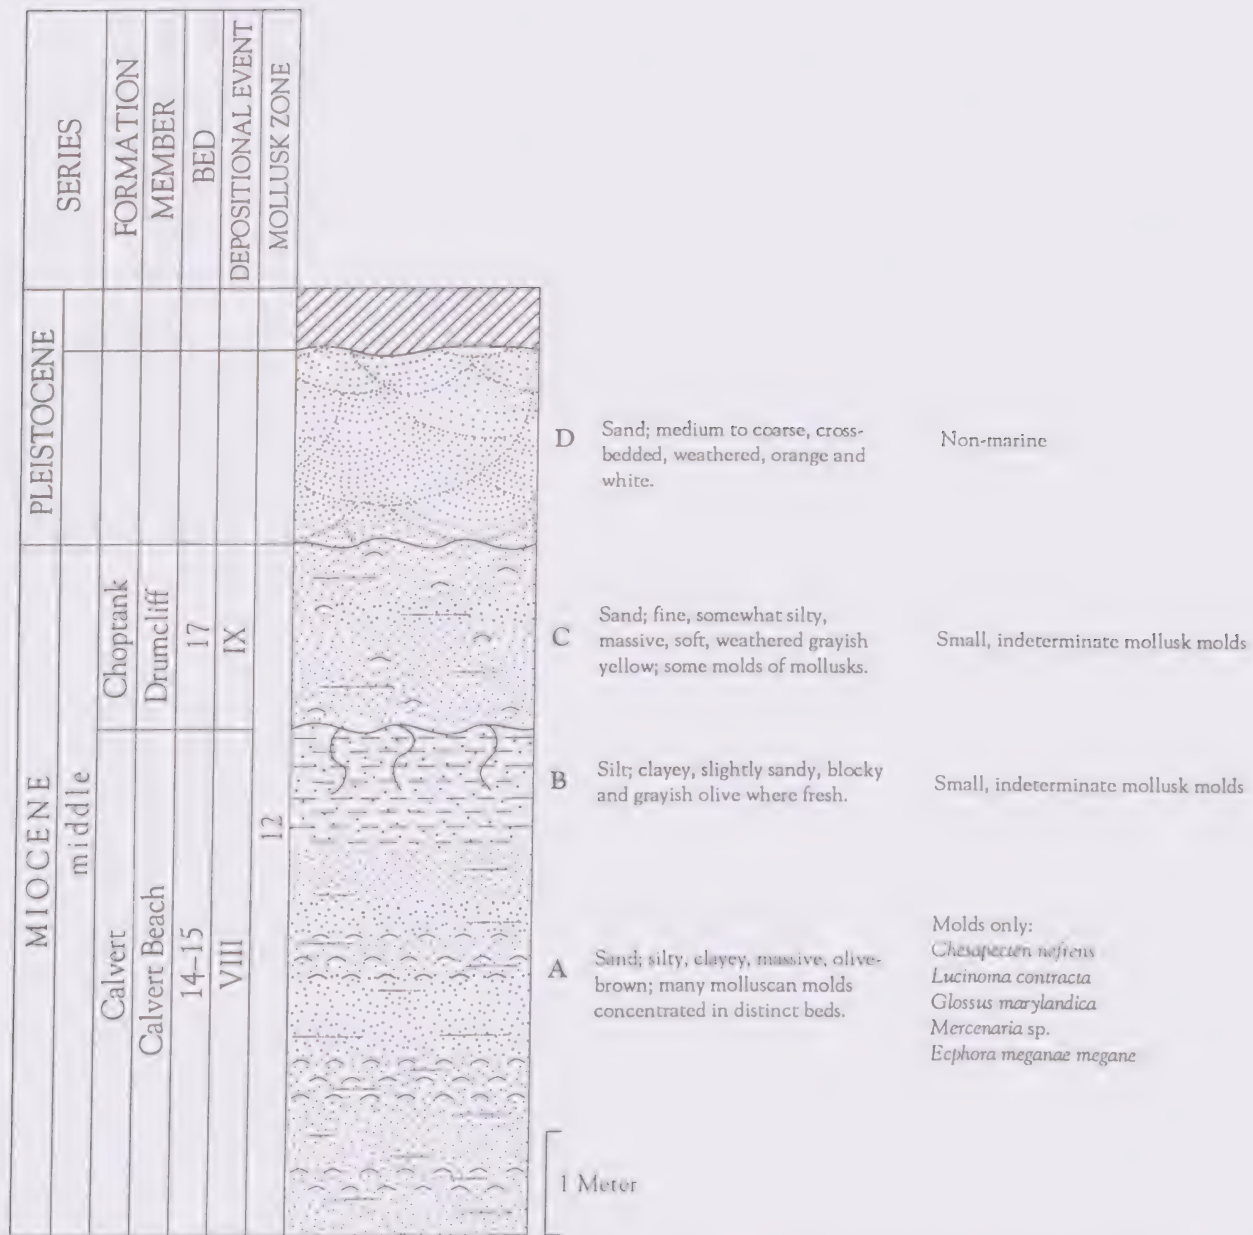 SERIES
FORMATION
MEMBER
BED
DEPOSITIONAL EVENT
MOLLUSK ZONE
PLEISTOCENE
MIOCENE
middle
Choptank
Drumcliff
17
IX
Calvert
Calvert Beach
14–15
VIII
12
D
Sand; medium to coarse, cross-
bedded, weathered, orange and
white.
Non-marine
C
Sand; fine, somewhat silty,
massive, soft, weathered grayish
yellow; some molds of mollusks.
Small, indeterminate mollusk molds
B
Silt; clayey, slightly sandy, blocky
and grayish olive where fresh.
Small, indeterminate mollusk molds
A
Sand; silty, clayey, massive, olive-
brown; many molluscan molds
concentrated in distinct beds.
Molds only:
Chesapecten nefrens
Lucinoma contracta
Glossus marylandica
Mercenaria sp.
Ecphora meganae megane
1 Meter